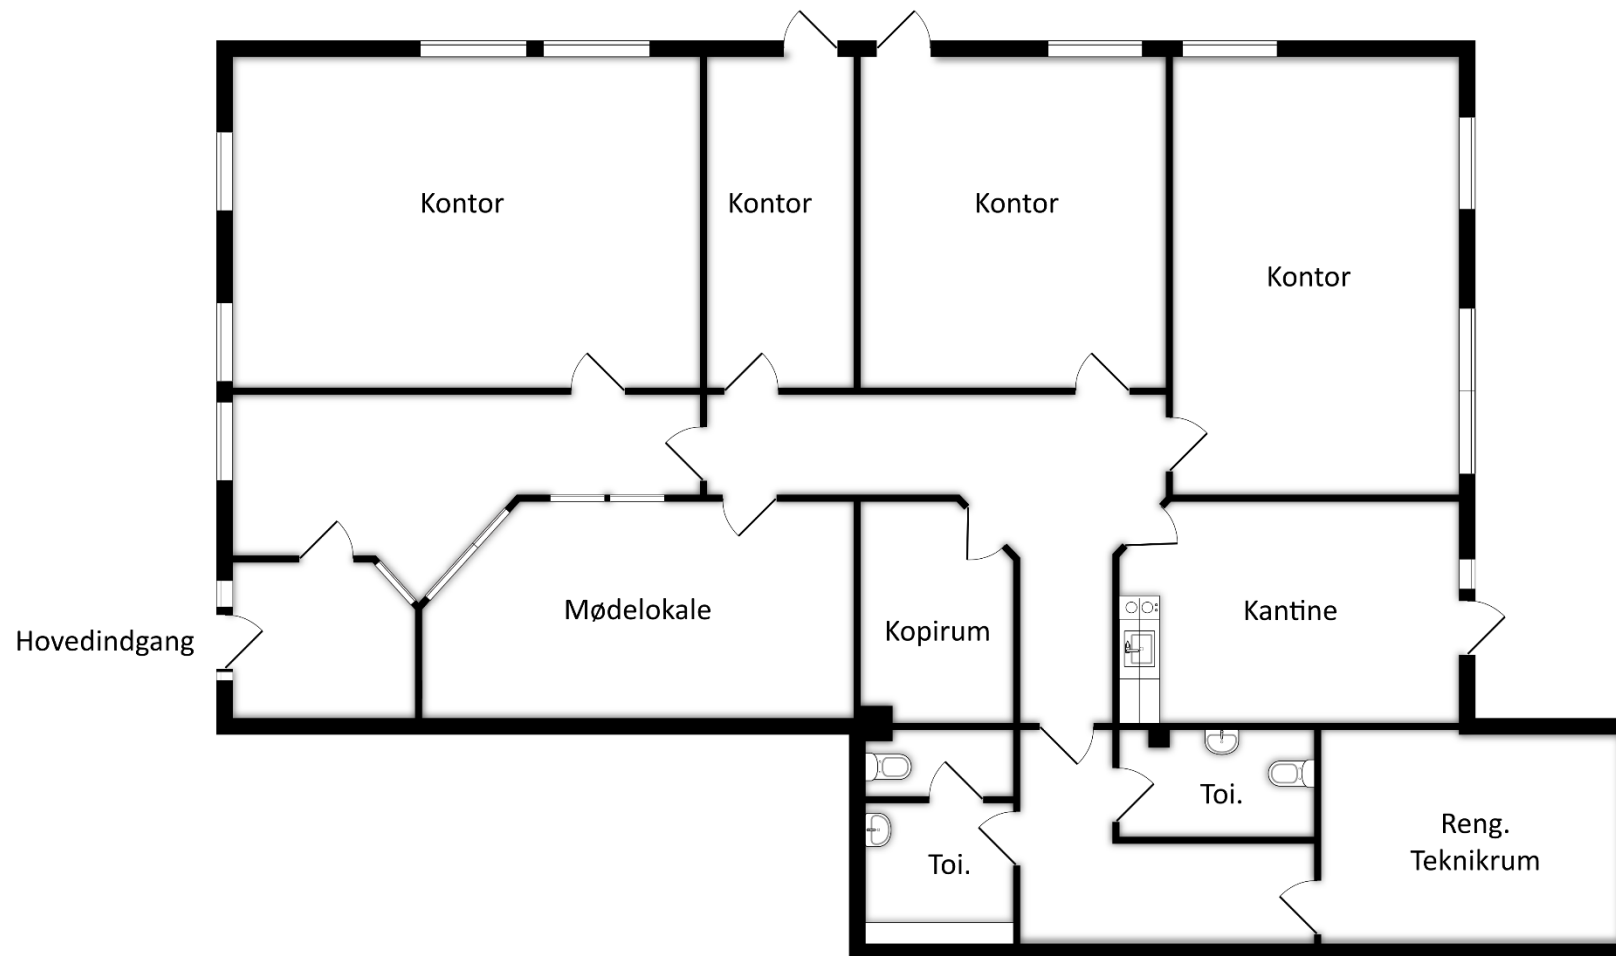 Kontor
Kontor
Kontor
Kontor
Hovedindgang
Mødelokale
Kopirum
Kantine
Toi.
Toi.
Reng.
Teknikrum